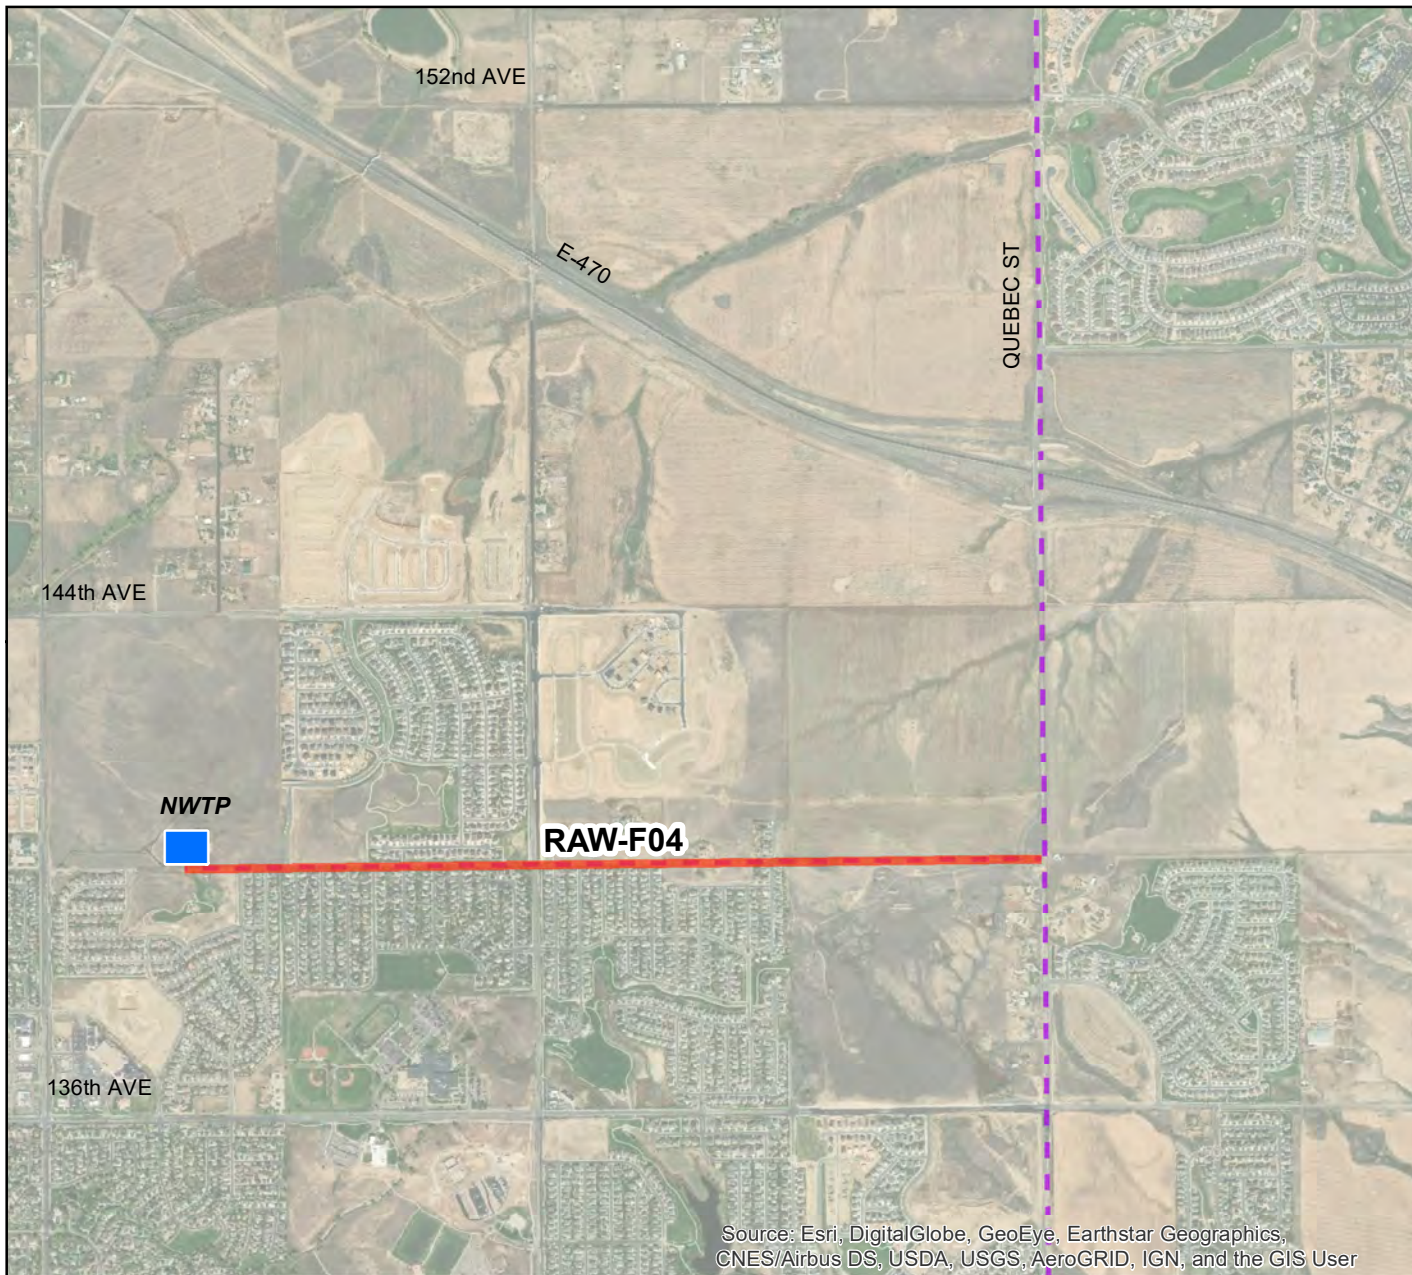 152nd AVE
E-470
QUEBEC ST
144th AVE
NWTP
RAW-F04
136th AVE
Source: Esri, DigitalGlobe, GeoEye, Earthstar Geographics,
CNES/Airbus DS, USDA, USGS, AeroGRID, IGN, and the GIS User